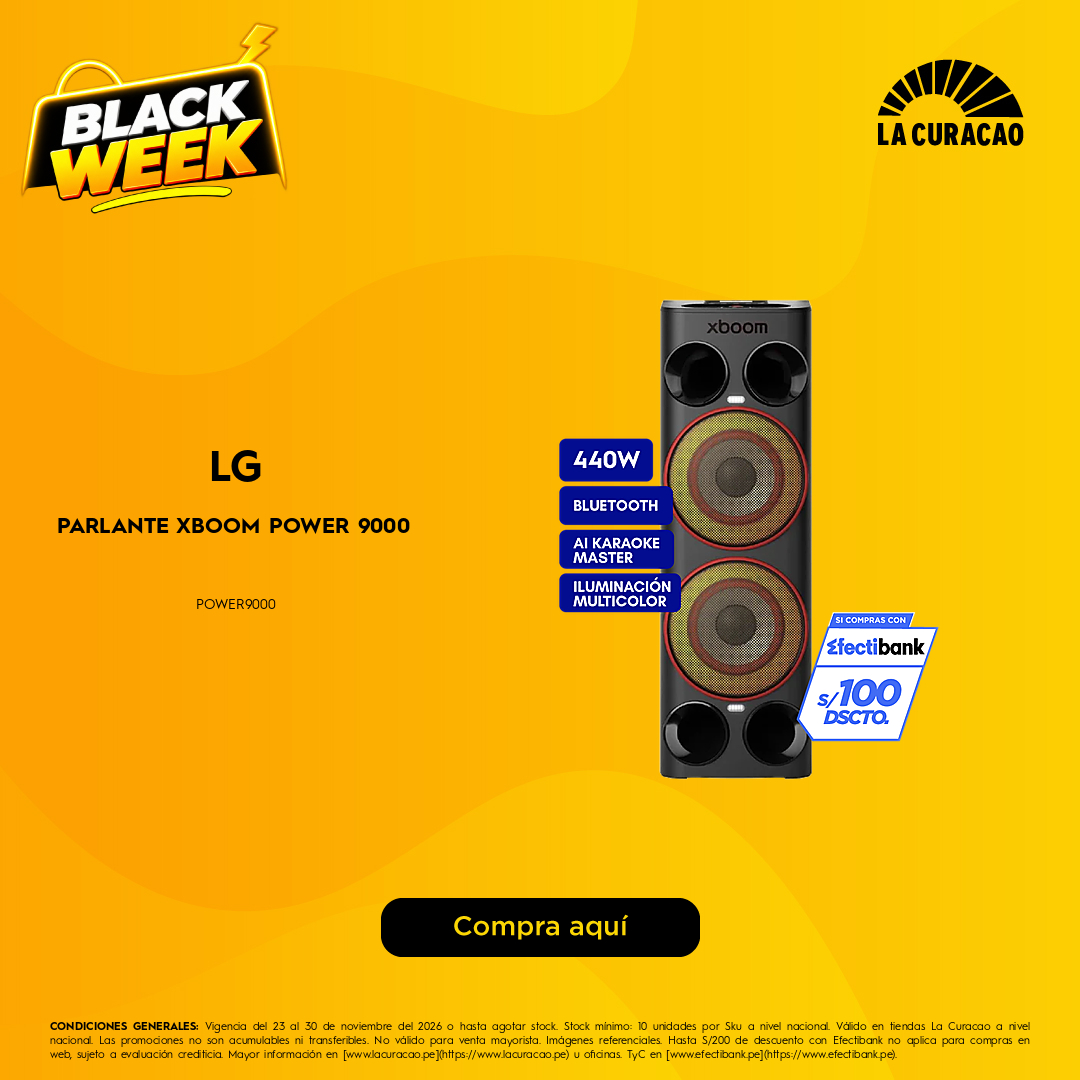 BLACK
WEEK
LA CURACAO
xboom
LG
PARLANTE XBOOM POWER 9000
POWER9000
440W
BLUETOOTH
AI KARAOKE
MASTER
ILUMINACIÓN
MULTICOLOR
SI COMPRAS CON
Efectibank
S/100
DSCTO.
Compra aquí
CONDICIONES GENERALES: Vigencia del 23 al 30 de noviembre del 2026 o hasta agotar stock. Stock mínimo: 10 unidades por Sku a nivel nacional. Válido en tiendas La Curacao a nivel
nacional. Las promociones no son acumulables ni transferibles. No válido para venta mayorista. Imágenes referenciales. Hasta S/200 de descuento con Efectibank no aplica para compras en
web, sujeto a evaluación crediticia. Mayor información en [www.lacuracao.pe](https://www.lacuracao.pe) u oficinas. TyC en [www.efectibank.pe](https://www.efectibank.pe).